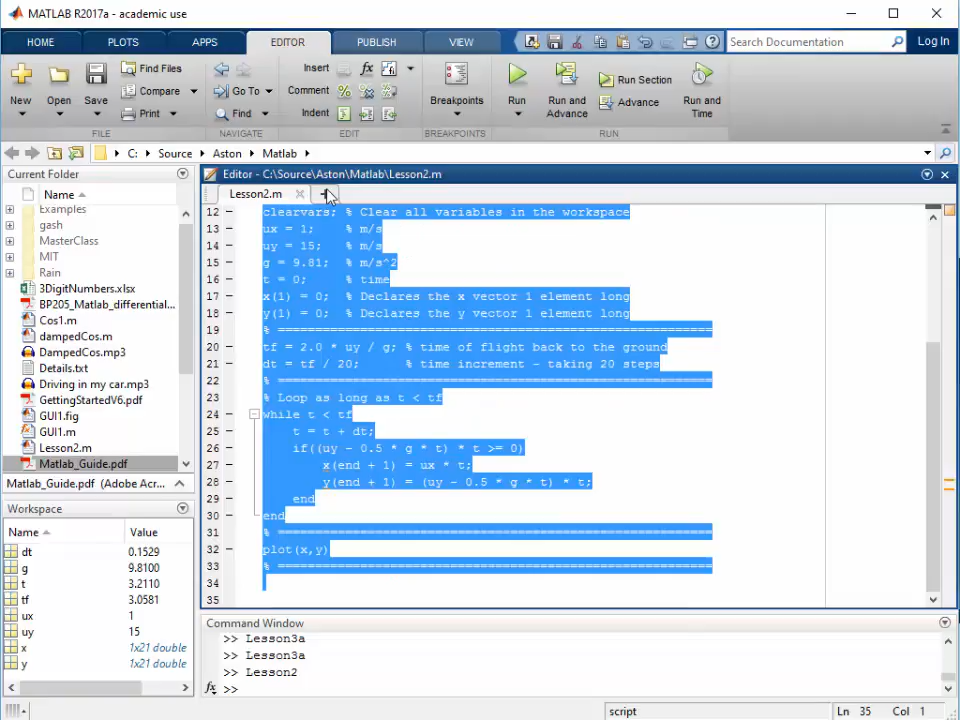 MATLAB R2017a - academic use
HOME PLOTS APPS EDITOR PUBLISH VIEW Search Documentation Log In
New Open Save Find Files Compare Print Go To Find Insert Comment Indent fx Breakpoints Run Run and Advance Run Section Advance Run and Time
FILE NAVIGATE EDIT BREAKPOINTS RUN
C: Source Aston Matlab
Current Folder
Name
Examples
gash
MasterClass
MIT
Rain
3DigitNumbers.xlsx
BP205_Matlab_differential...
Cos1.m
dampedCos.m
DampedCos.mp3
Details.txt
Driving in my car.mp3
GettingStartedV6.pdf
GUI1.fig
GUI1.m
Lesson2.m
Matlab_Guide.pdf
Matlab_Guide.pdf (Adobe Acr...
Workspace
Name Value
dt 0.1529
g 9.8100
t 3.2110
tf 3.0581
ux 1
uy 15
x 1x21 double
y 1x21 double
Editor - C:\Source\Aston\Matlab\Lesson2.m
Lesson2.m
12 – clearvars; % Clear all variables in the workspace
13 – ux = 1; % m/s
14 – uy = 15; % m/s
15 – g = 9.81; % m/s^2
16 – t = 0; % time
17 – x(1) = 0; % Declares the x vector 1 element long
18 – y(1) = 0; % Declares the y vector 1 element long
19 % ==========================================================
20 – tf = 2.0 * uy / g; % time of flight back to the ground
21 – dt = tf / 20; % time increment - taking 20 steps
22 % ==========================================================
23 % Loop as long as t < tf
24 – while t < tf
25 – t = t + dt;
26 – if((uy - 0.5 * g * t) * t >= 0)
27 – x(end + 1) = ux * t;
28 – y(end + 1) = (uy - 0.5 * g * t) * t;
29 – end
30 – end
31 % ==========================================================
32 – plot(x,y)
33 % ==========================================================
34
35
Command Window
>> Lesson3a
>> Lesson3a
>> Lesson2
fx >>
script Ln 35 Col 1